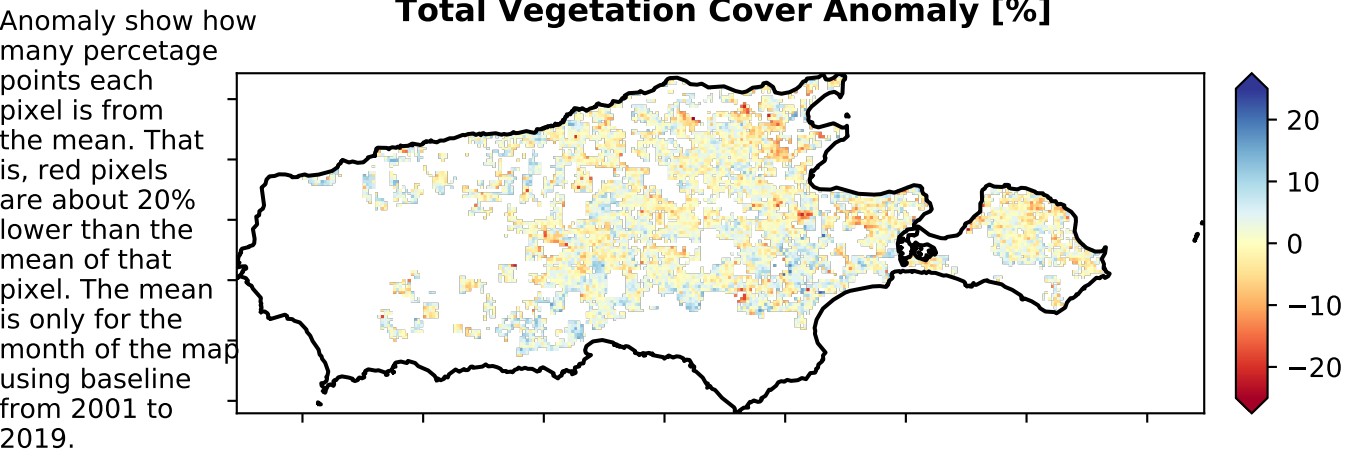 Total Vegetation Cover Anomaly [%]
Anomaly show how
many percetage
points each
pixel is from
the mean. That
is, red pixels
are about 20%
lower than the
mean of that
pixel. The mean
is only for the
month of the map
using baseline
from 2001 to
2019.
20
10
0
−10
−20